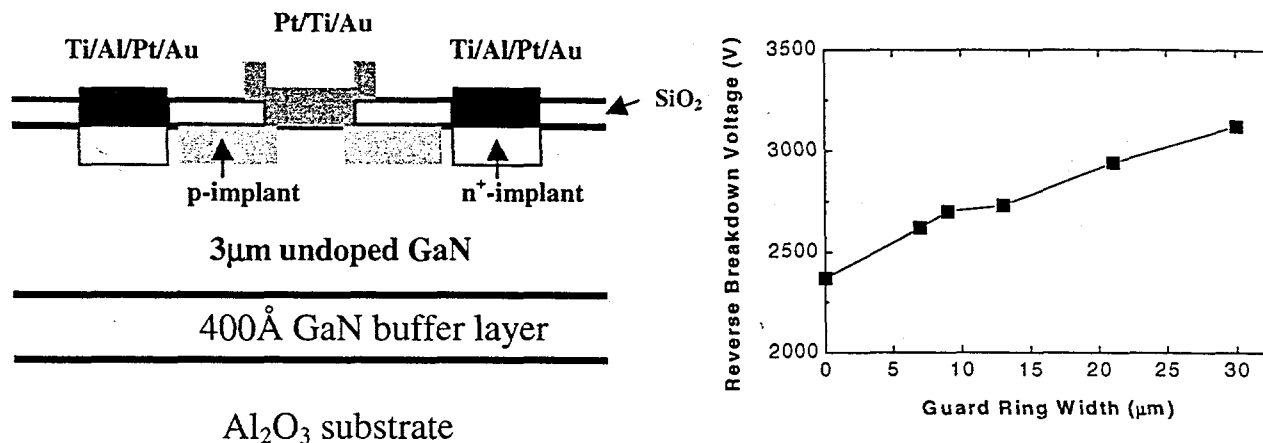 Pt/Ti/Au
Ti/Al/Pt/Au
Ti/Al/Pt/Au
SiO₂
p-implant
n⁺-implant
3μm undoped GaN
400Å GaN buffer layer
Al₂O₃ substrate
Reverse Breakdown Voltage (V)
3500
3000
2500
2000
0 5 10 15 20 25 30
Guard Ring Width (μm)